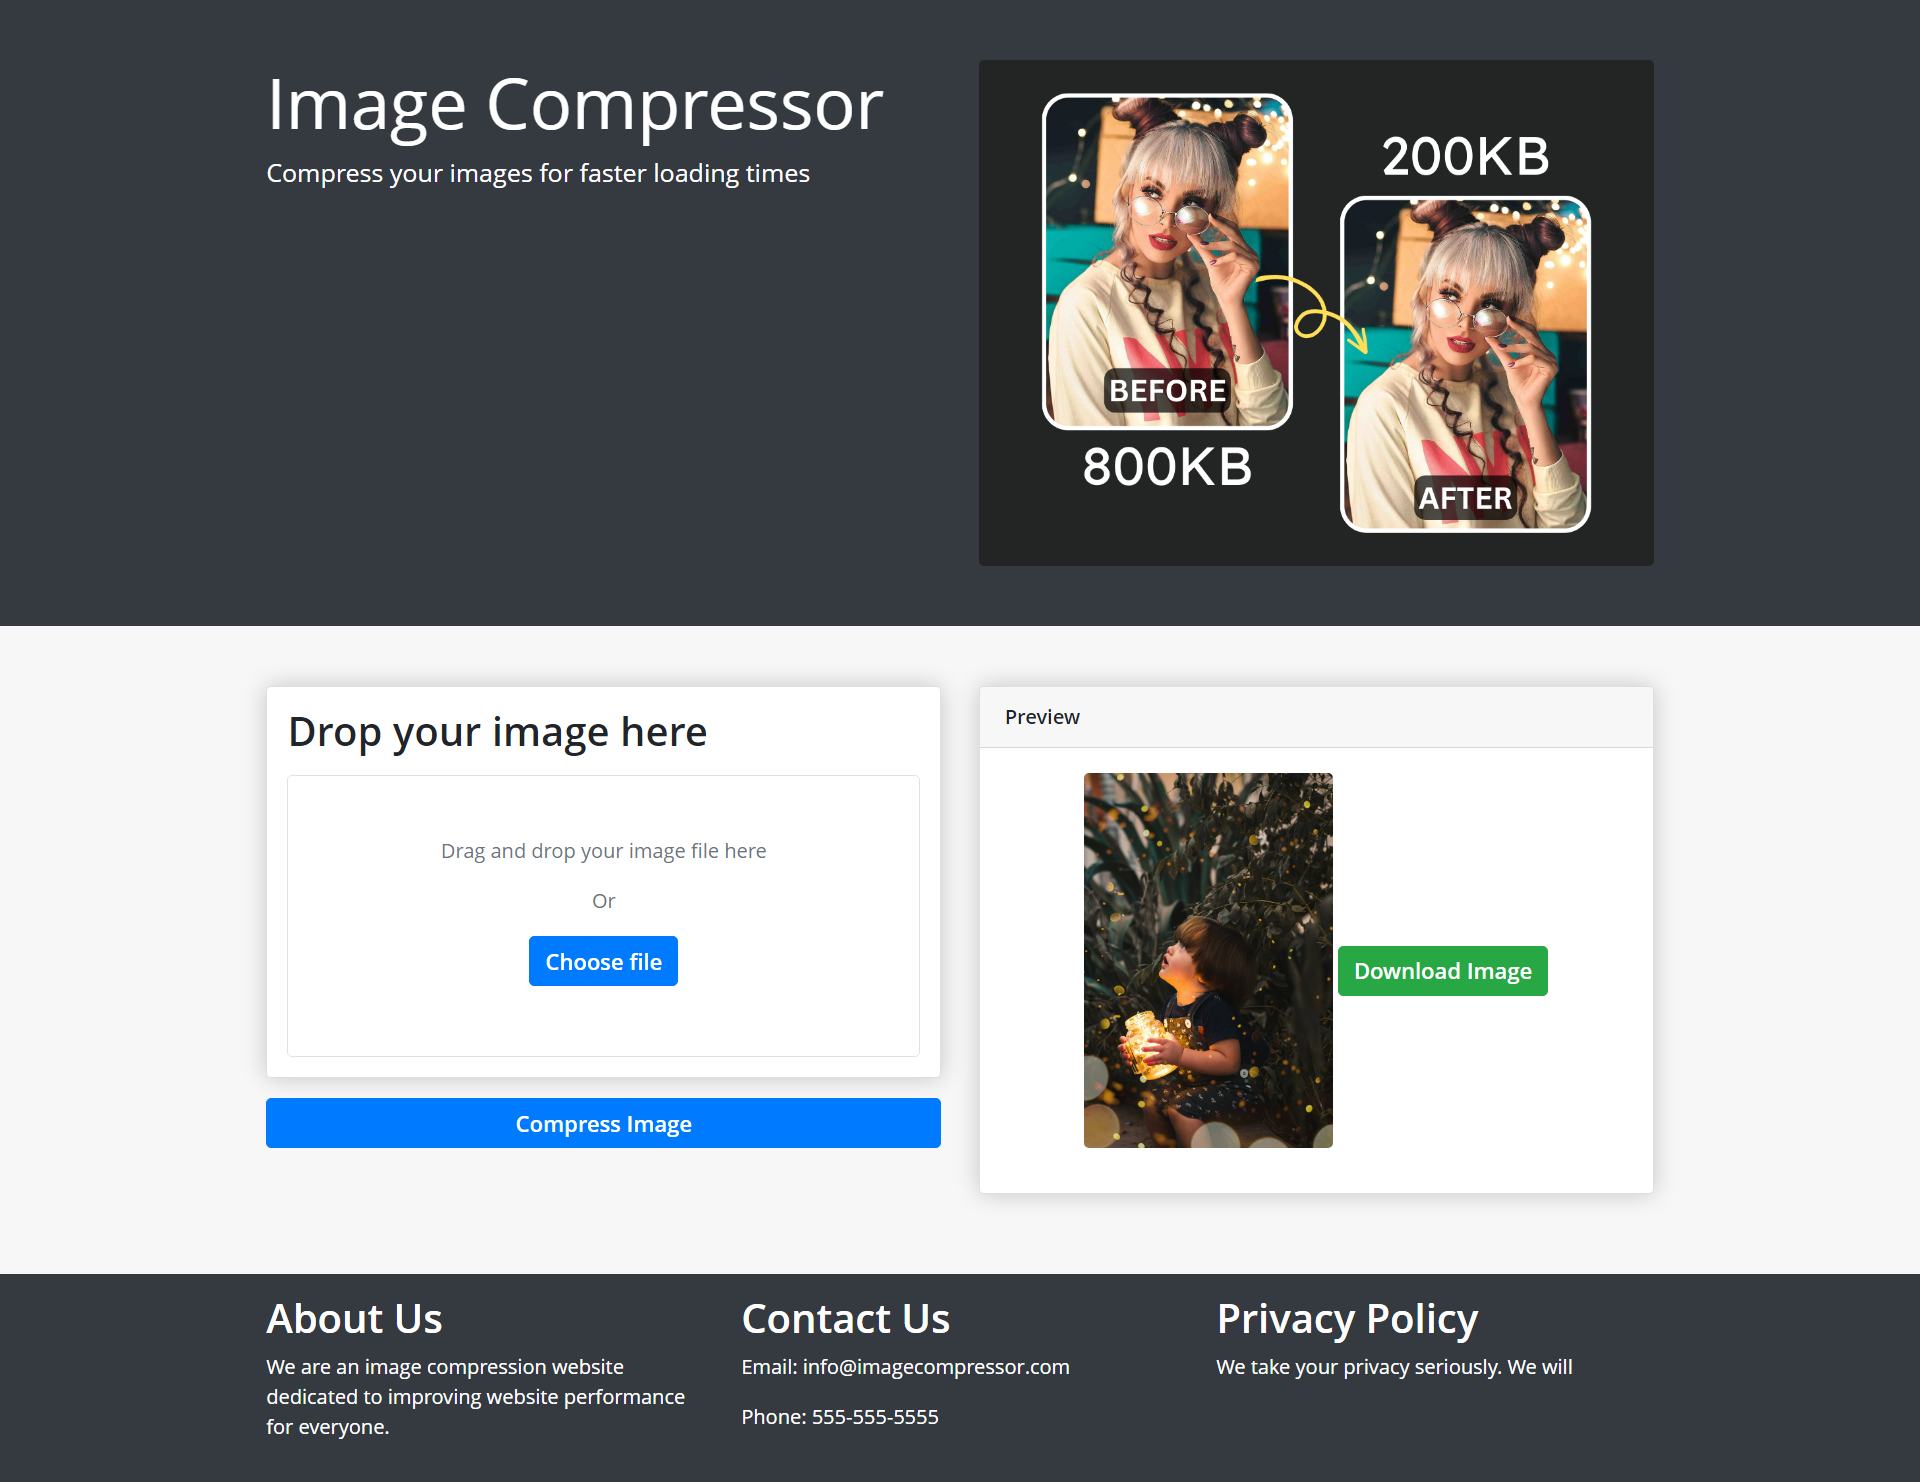 Image Compressor
Compress your images for faster loading times
200KB
BEFORE
800KB
AFTER
Drop your image here
Drag and drop your image file here
Or
Choose file
Compress Image
Preview
Download Image
About Us
We are an image compression website
dedicated to improving website performance
for everyone.
Contact Us
Email: info@imagecompressor.com
Phone: 555-555-5555
Privacy Policy
We take your privacy seriously. We will